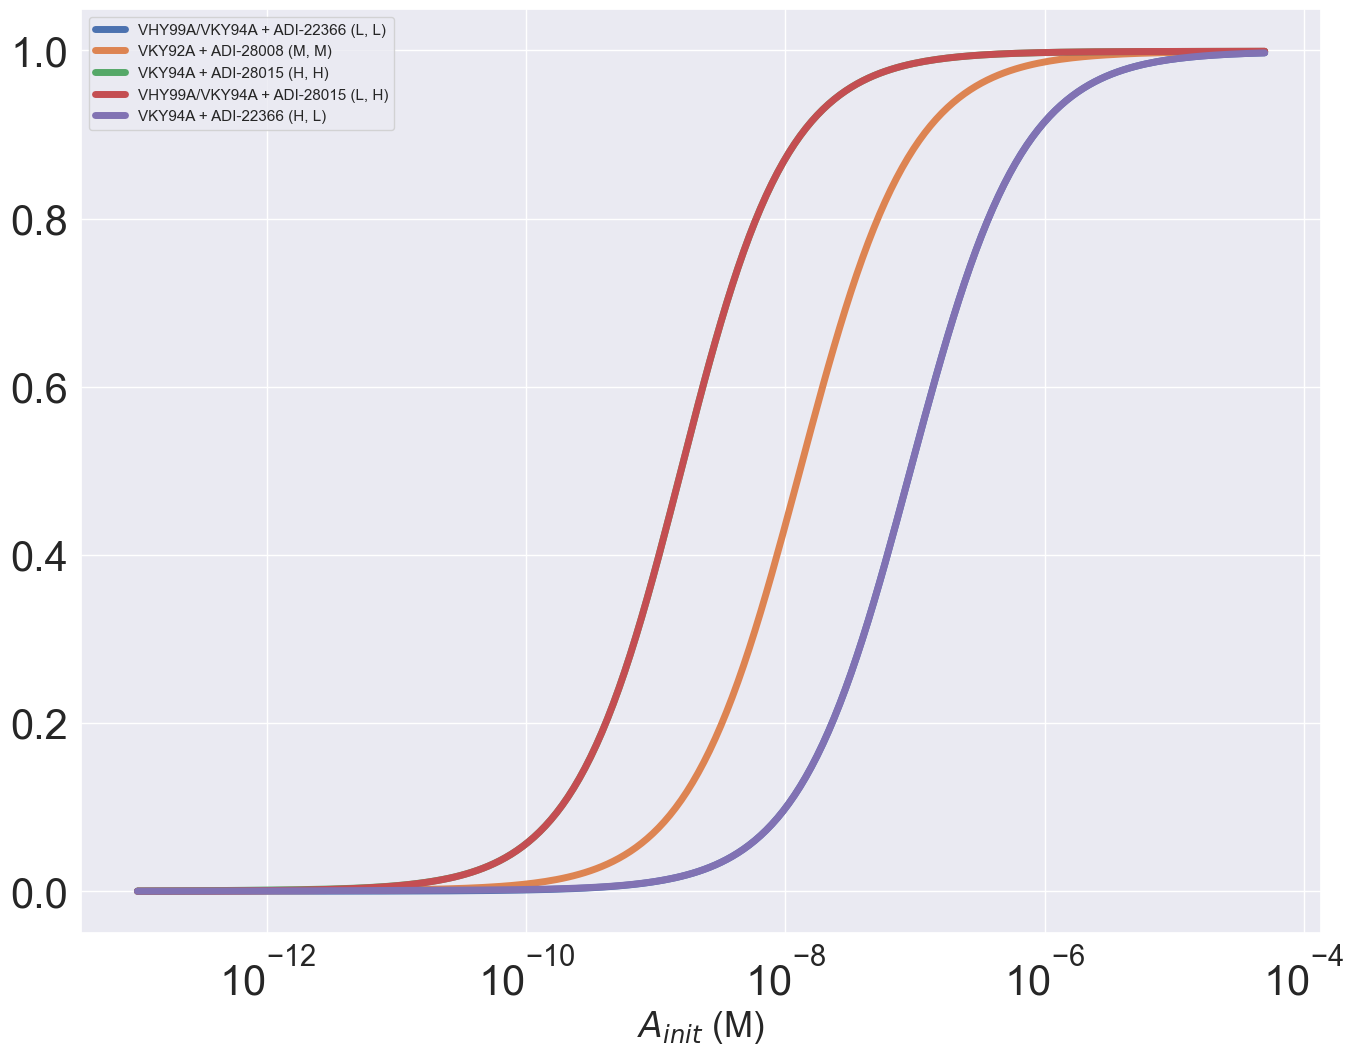 VHY99A/VKY94A + ADI-22366 (L, L)
VKY92A + ADI-28008 (M, M)
VKY94A + ADI-28015 (H, H)
VHY99A/VKY94A + ADI-28015 (L, H)
VKY94A + ADI-22366 (H, L)
1.0
0.8
0.6
0.4
0.2
0.0
10^{-12} 10^{-10} 10^{-8} 10^{-6} 10^{-4}
A_{init} (M)